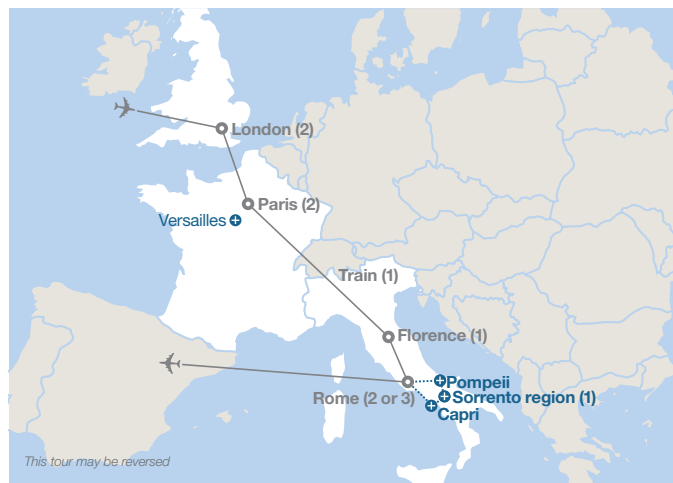 London (2)
Paris (2)
Versailles
Train (1)
Florence (1)
Pompeii
Rome (2 or 3)
Sorrento region (1)
Capri
This tour may be reversed